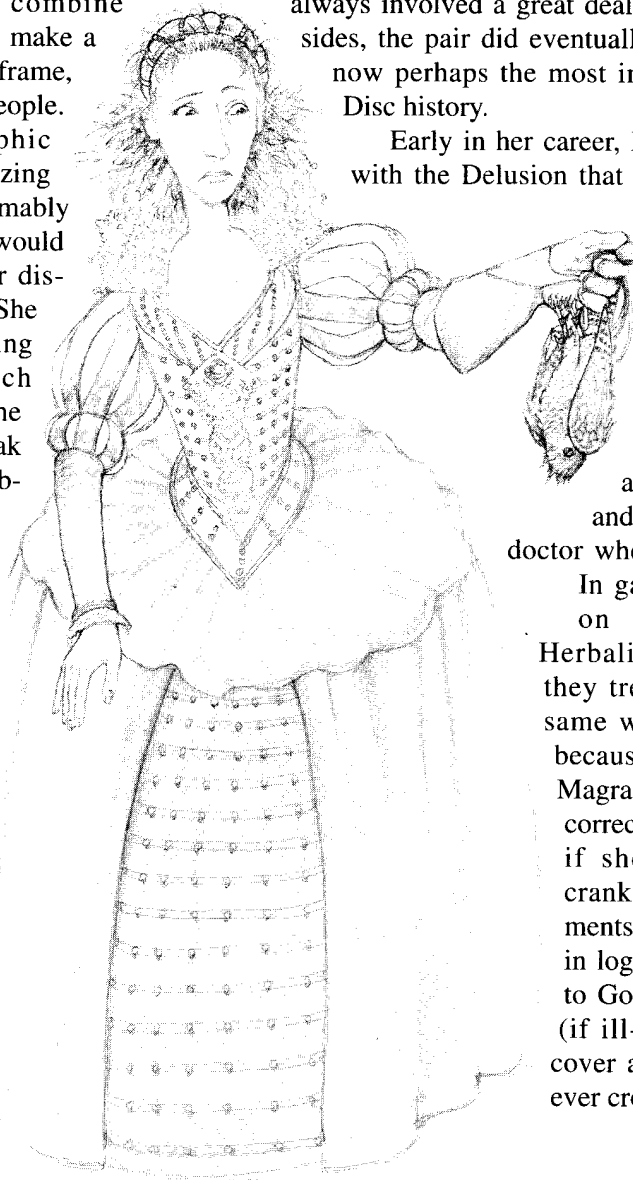 combine
make a
frame,
eople.
phic
zing
mably
would
r dis-
She
ing
ch
ne
ak
b-
always involved a great deal
sides, the pair did eventuall
now perhaps the most in
Disc history.
Early in her career,
with the Delusion that
a
and
doctor whe
In ga
on
Herbali
they tre
same w
becaus
Magra
correc
if sho
crank
ments
in log
to Go
(if ill-
cover a
ever cro